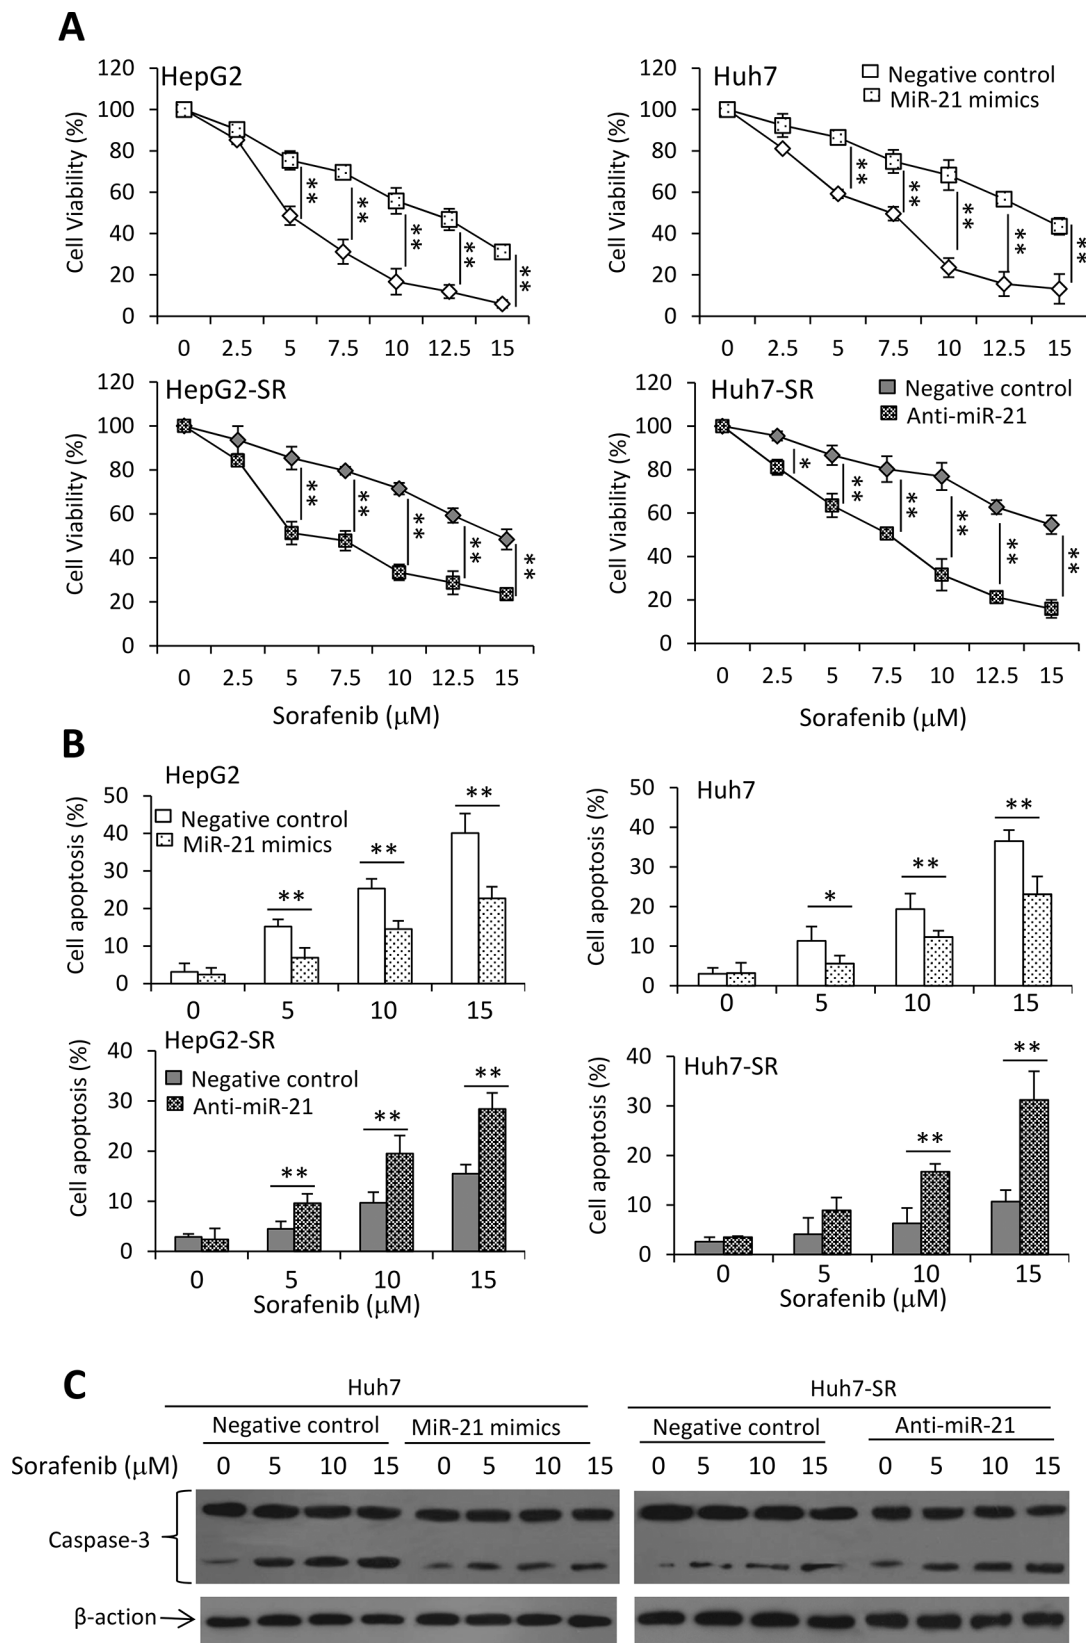 A
HepG2
Huh7
Negative control
MiR-21 mimics
Cell Viability (%)
120
100
80
60
40
20
0
** ** ** ** **
0 2.5 5 7.5 10 12.5 15
Cell Viability (%)
120
100
80
60
40
20
0
** ** ** ** **
0 2.5 5 7.5 10 12.5 15
HepG2-SR
Cell Viability (%)
120
100
80
60
40
20
0
** ** ** ** **
0 2.5 5 7.5 10 12.5 15
Sorafenib (μM)
Huh7-SR
Negative control
Anti-miR-21
Cell Viability (%)
120
100
80
60
40
20
0
* ** ** ** ** **
0 2.5 5 7.5 10 12.5 15
Sorafenib (μM)
B
HepG2
Negative control
MiR-21 mimics
Cell apoptosis (%)
50
40
30
20
10
0
** ** **
0 5 10 15
Huh7
Cell apoptosis (%)
50
40
30
20
10
0
* ** **
0 5 10 15
HepG2-SR
Negative control
Anti-miR-21
Cell apoptosis (%)
40
30
20
10
0
** ** **
0 5 10 15
Sorafenib (μM)
Huh7-SR
Cell apoptosis (%)
40
30
20
10
0
** **
0 5 10 15
Sorafenib (μM)
C
Huh7 Huh7-SR
Negative control MiR-21 mimics Negative control Anti-miR-21
Sorafenib (μM) 0 5 10 15 0 5 10 15 0 5 10 15 0 5 10 15
Caspase-3
β-action